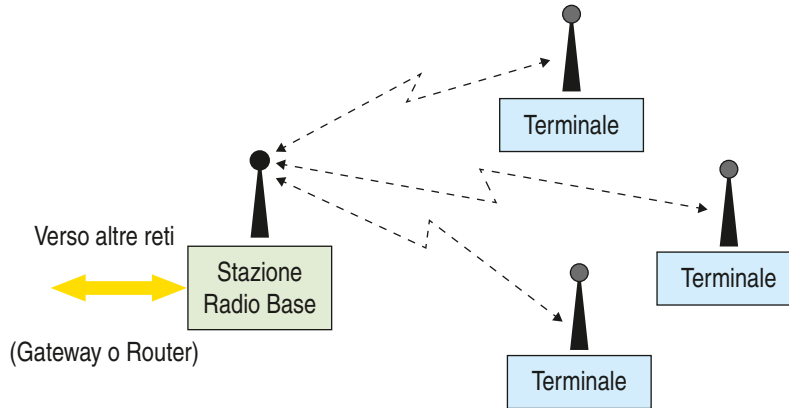 Terminale
Verso altre reti
Stazione
Radio Base
(Gateway o Router)
Terminale
Terminale